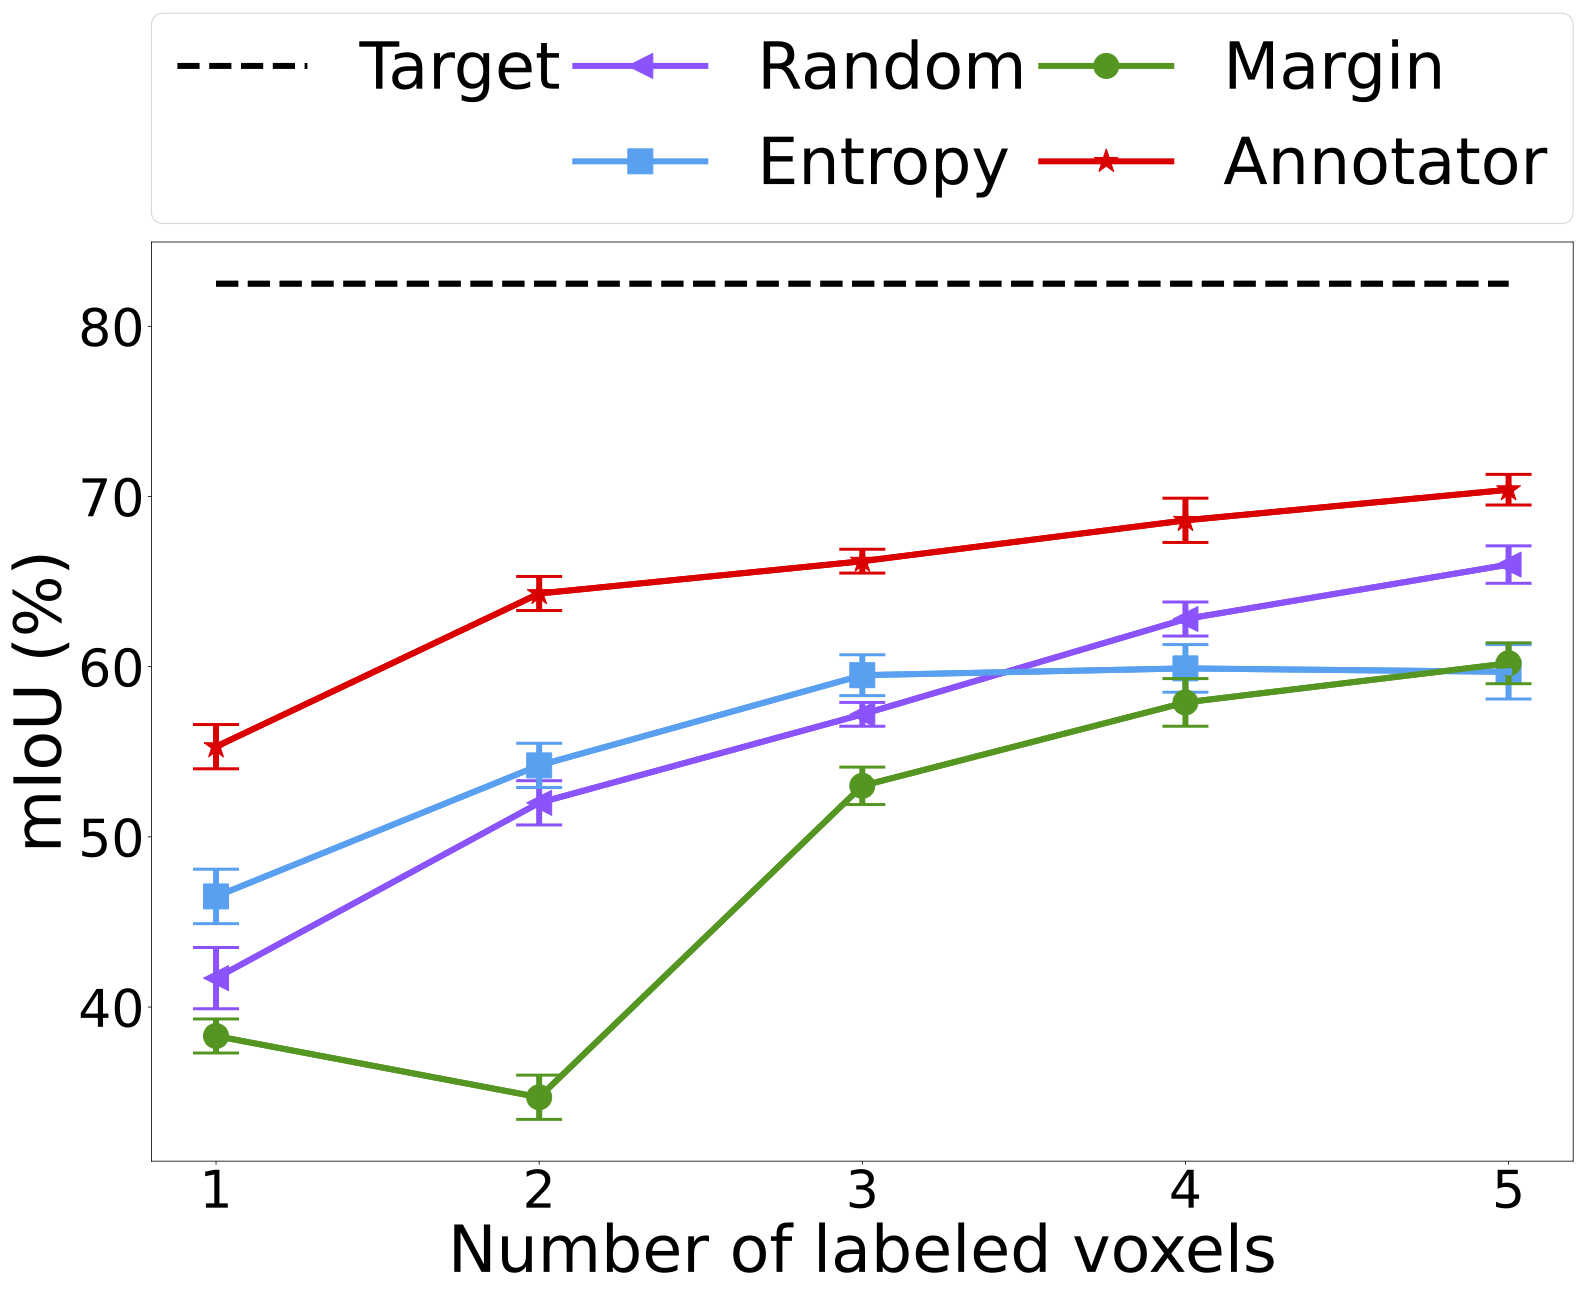 Target Random Margin
Entropy Annotator
80
70
60
50
40
mIoU (%)
1 2 3 4 5
Number of labeled voxels